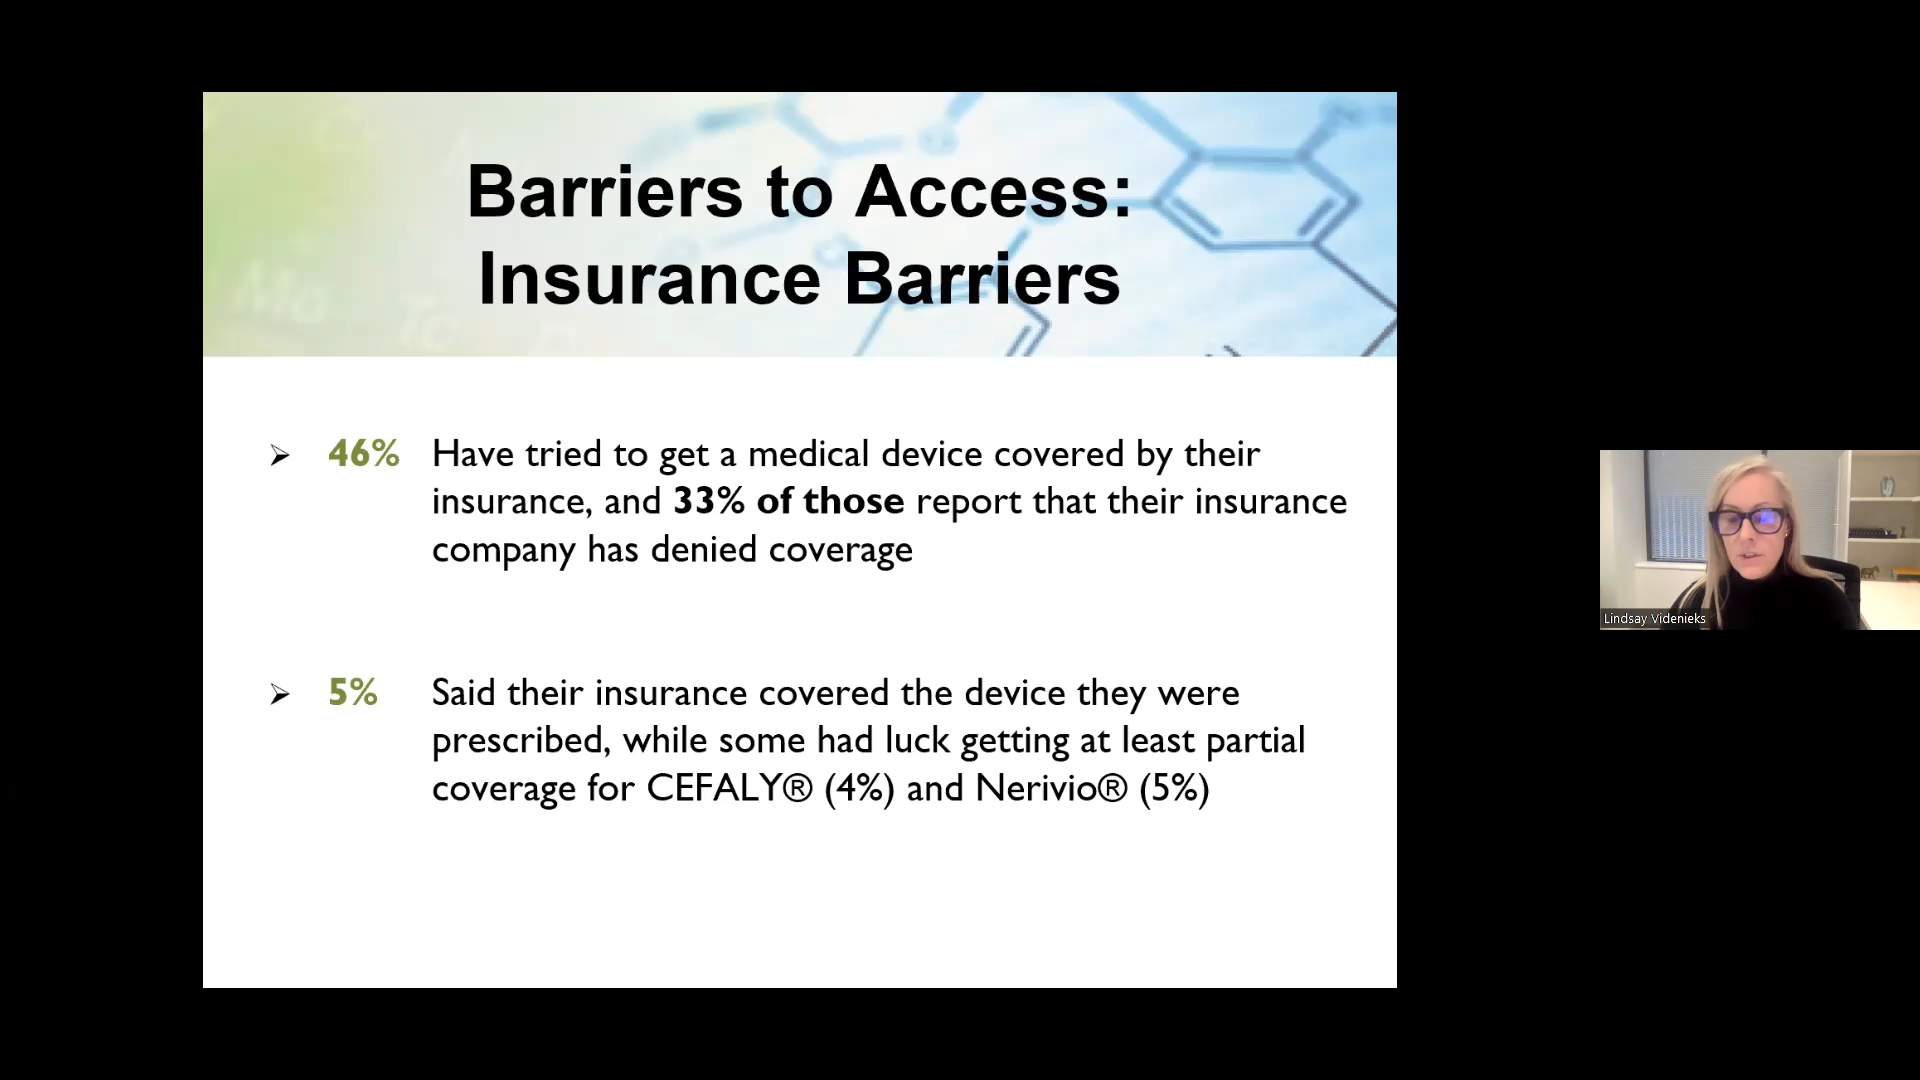 Barriers to Access:
Insurance Barriers
46% Have tried to get a medical device covered by their
insurance, and 33% of those report that their insurance
company has denied coverage
5% Said their insurance covered the device they were
prescribed, while some had luck getting at least partial
coverage for CEFALY® (4%) and Nerivio® (5%)
Lindsay Videnieks
Mo
Tc